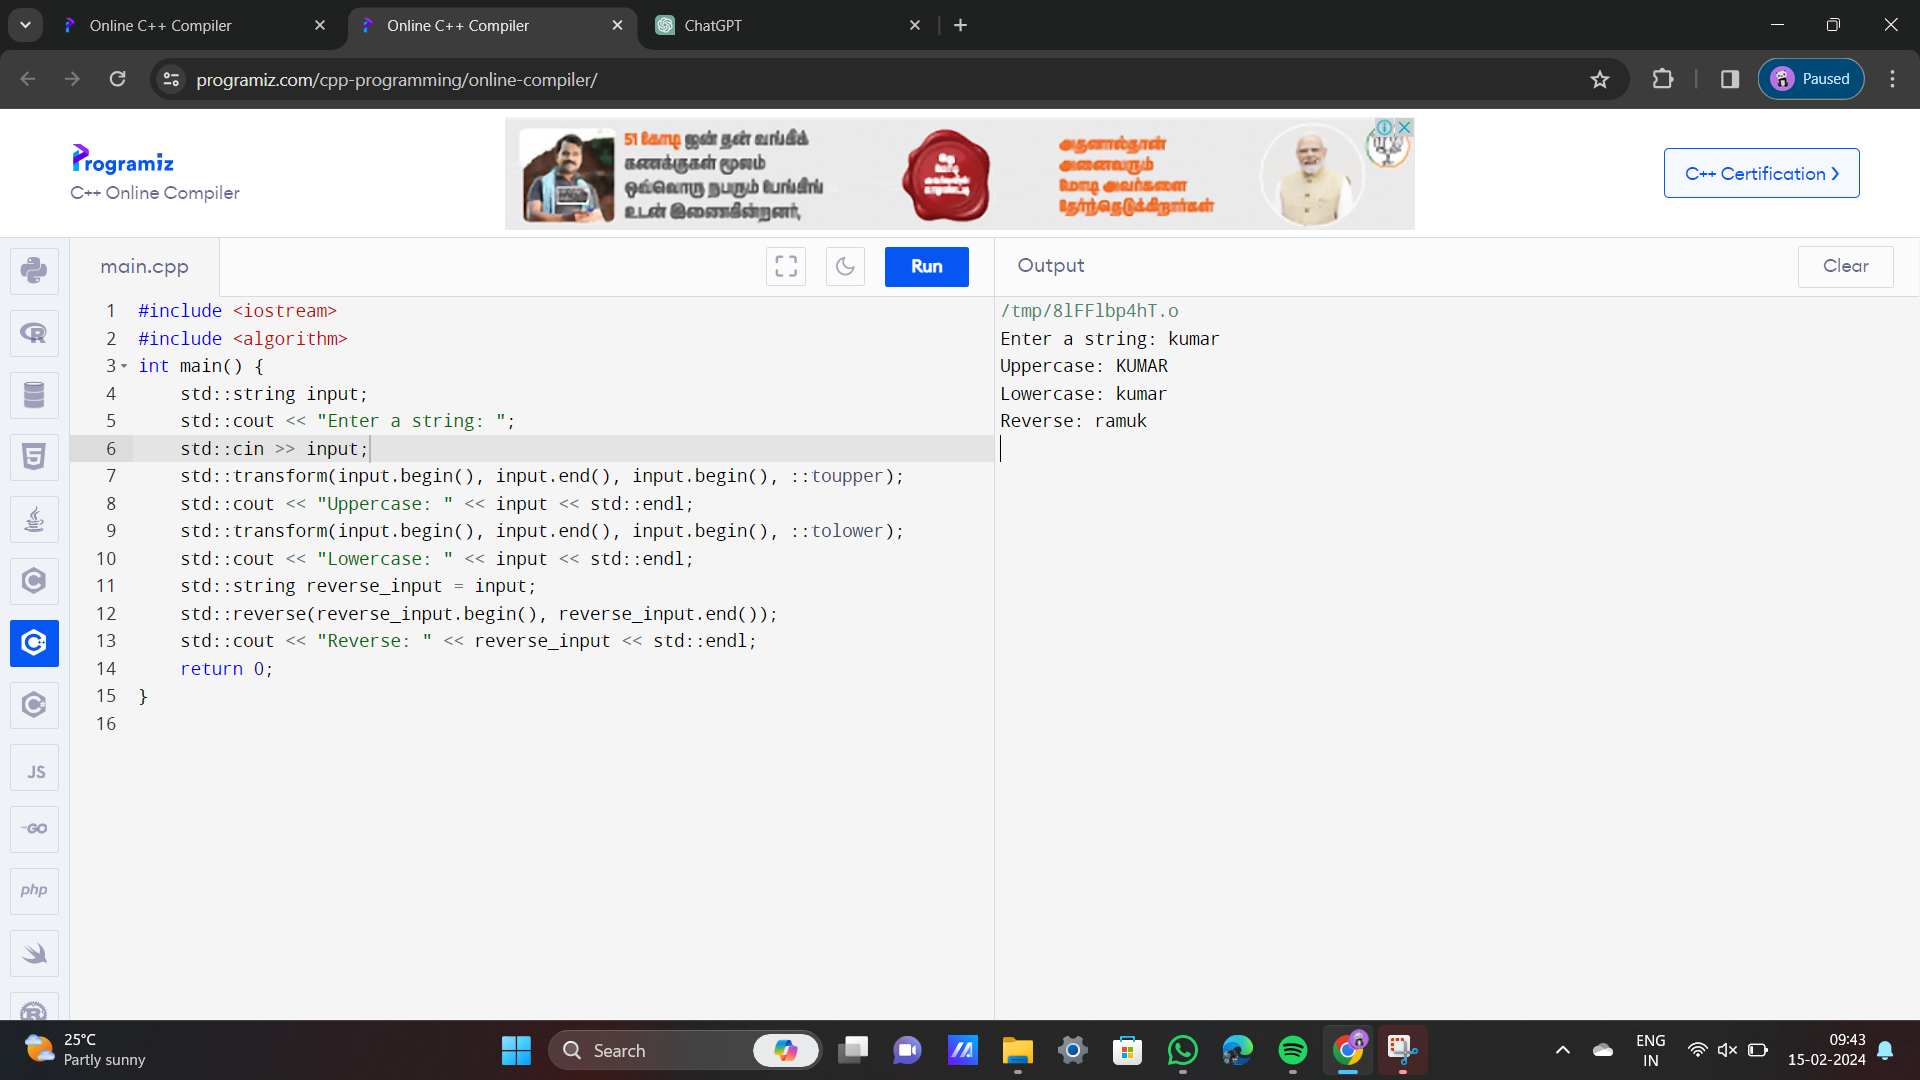 Online C++ Compiler
Online C++ Compiler
ChatGPT
programiz.com/cpp-programming/online-compiler/
Paused
Programiz
C++ Online Compiler
51 கோடி ஜன் தன் வங்கிக்
கணக்குகள் மூலம்
ஒவ்வொரு நபரும் பேங்கிங்
உடன் இணைகின்றனர்,
அதனால்தான்
அனைவரும்
மோடி அவர்களை
தேர்ந்தெடுக்கிறார்கள்
C++ Certification
main.cpp
Run
Output
Clear
1 #include <iostream>
2 #include <algorithm>
3 int main() {
4 std::string input;
5 std::cout << "Enter a string: ";
6 std::cin >> input;
7 std::transform(input.begin(), input.end(), input.begin(), ::toupper);
8 std::cout << "Uppercase: " << input << std::endl;
9 std::transform(input.begin(), input.end(), input.begin(), ::tolower);
10 std::cout << "Lowercase: " << input << std::endl;
11 std::string reverse_input = input;
12 std::reverse(reverse_input.begin(), reverse_input.end());
13 std::cout << "Reverse: " << reverse_input << std::endl;
14 return 0;
15 }
16
/tmp/8lFFlbp4hT.o
Enter a string: kumar
Uppercase: KUMAR
Lowercase: kumar
Reverse: ramuk
JS
GO
php
25°C
Partly sunny
Search
ENG
IN
09:43
15-02-2024